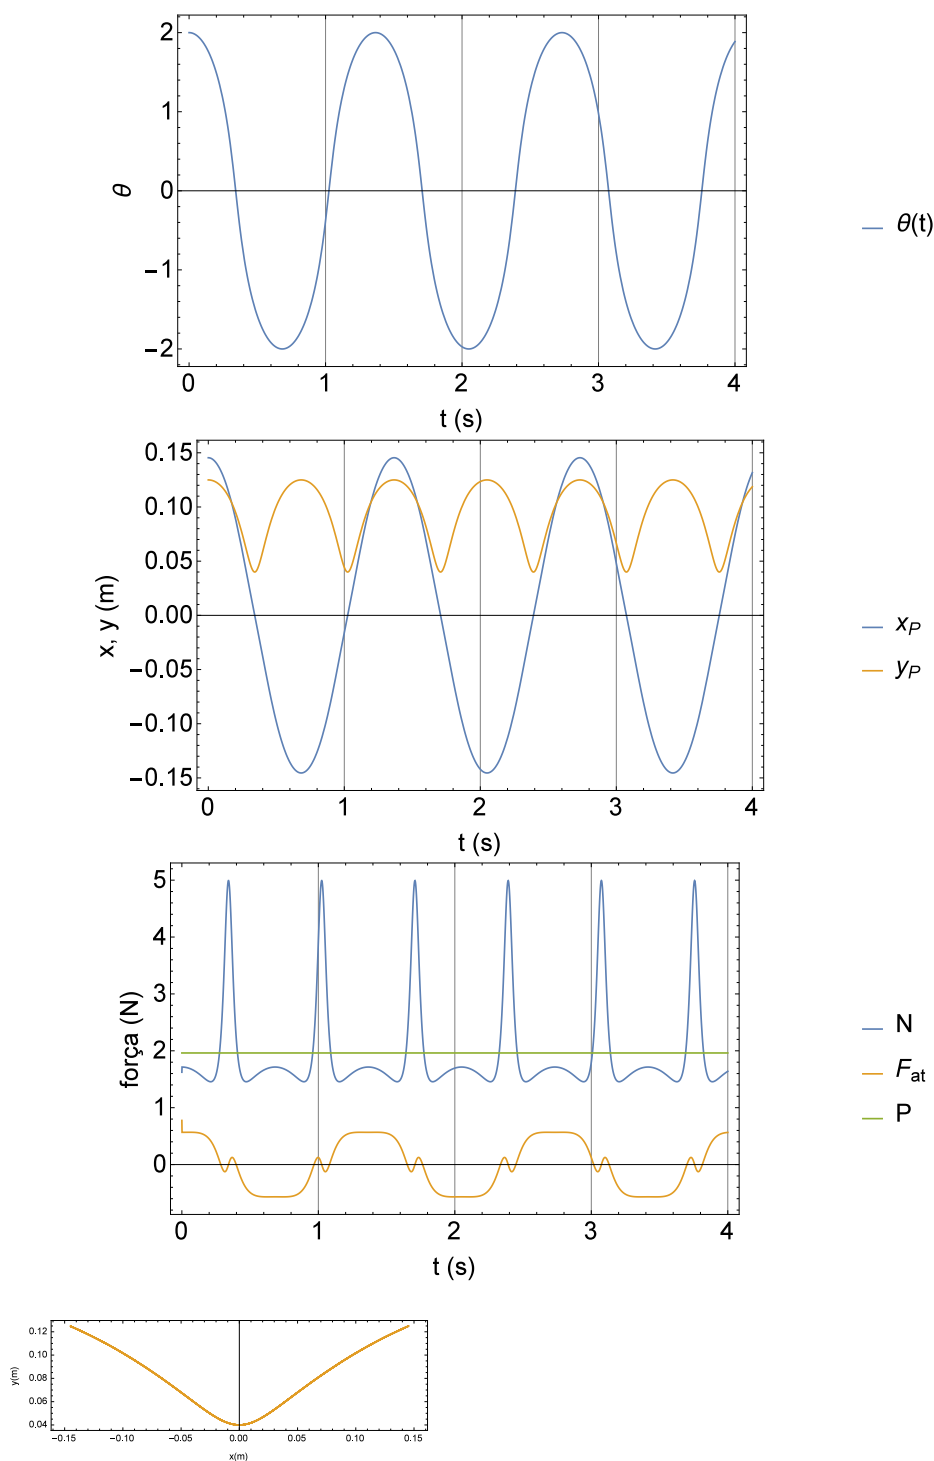 2
1
0
−1
−2
θ
0 1 2 3 4
t (s)
θ(t)
0.15
0.10
0.05
0.00
−0.05
−0.10
−0.15
x, y (m)
0 1 2 3 4
t (s)
x_P
y_P
5
4
3
2
1
0
força (N)
0 1 2 3 4
t (s)
N
F_at
P
0.12
0.10
0.08
0.06
0.04
y(m)
−0.15 −0.10 −0.05 0.00 0.05 0.10 0.15
x(m)